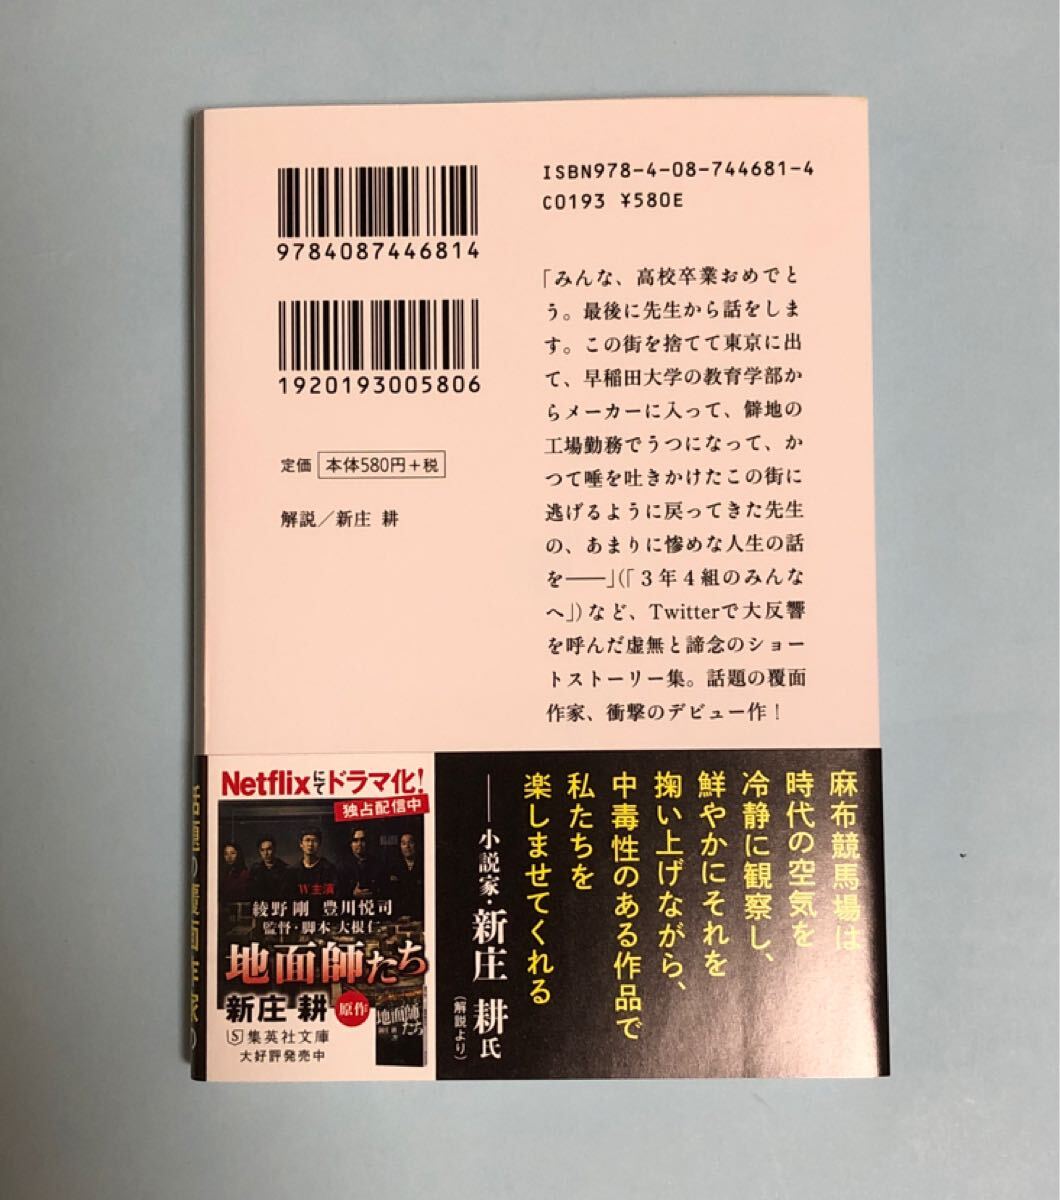 9784087446814
1920193005806
定価 本体580円+税
解説／新庄 耕
ISBN978-4-08-744681-4
C0193 ¥580E
「みんな、高校卒業おめでと
う。最後に先生から話をしま
す。この街を捨てて東京に出
て、早稲田大学の教育学部か
らメーカーに入って、僻地の
工場勤務でうつになって、か
つて唾を吐きかけたこの街に
逃げるように戻ってきた先生
の、あまりに惨めな人生の話
を――」(「3年4組のみんな
へ」)など、Twitterで大反響
を呼んだ虚無と諦念のショー
トストーリー集。話題の覆面
作家、衝撃のデビュー作！
麻布競馬場は
時代の空気を
冷静に観察し、
鮮やかにそれを
掬い上げながら、
中毒性のある作品で
私たちを
楽しませてくれる
――小説家・新庄 耕氏
(解説より)
Netflixにてドラマ化!
独占配信中
W主演
綾野 剛 豊川悦司
監督・脚本 大根仁
地面師たち
新庄 耕 原作
地面師たち
S 集英社文庫
大好評発売中
話題の覆面作家の